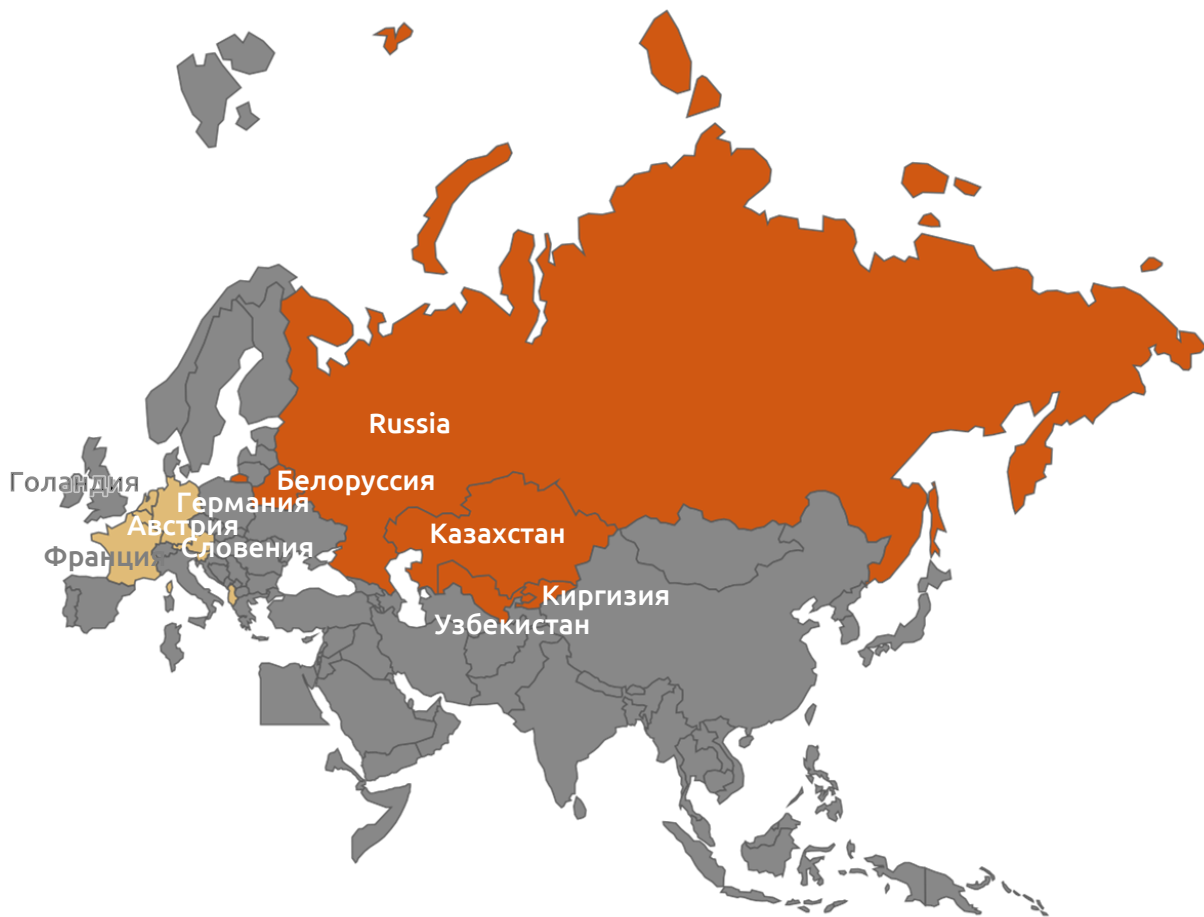 Russia
Белоруссия
Голандия
Германия
Австрия
Казахстан
Словения
Франция
Киргизия
Узбекистан